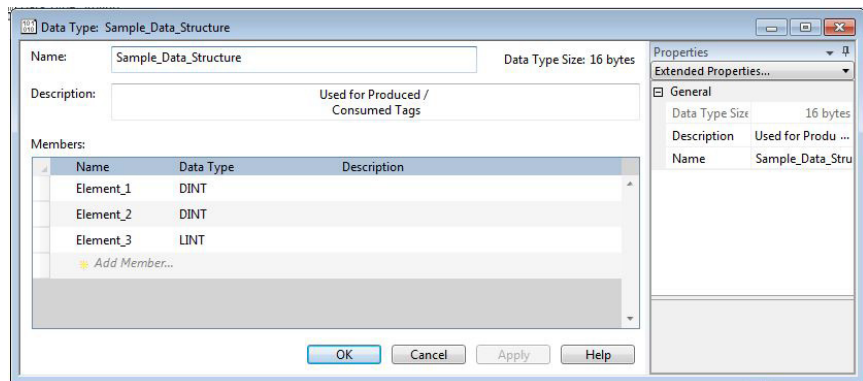 Data Type: Sample_Data_Structure
Name:
Sample_Data_Structure
Data Type Size: 16 bytes
Description:
Used for Produced /
Consumed Tags
Members:
Name Data Type Description
Element_1 DINT
Element_2 DINT
Element_3 LINT
Add Member...
OK Cancel Apply Help
Properties
Extended Properties...
General
Data Type Size 16 bytes
Description Used for Produ ...
Name Sample_Data_Stru